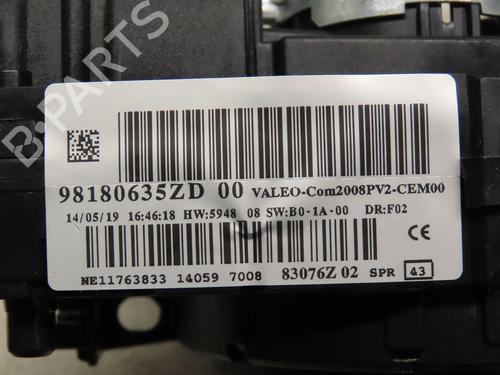 B-PARTS
98180635ZD 00 VALEO-Com2008PV2-CEM00
14/05/19 16:46:18 HW:5948 08 SW:B0-1A-00 DR:F02
CE
NE11763833 14059 7008 83076Z 02 SPR 43